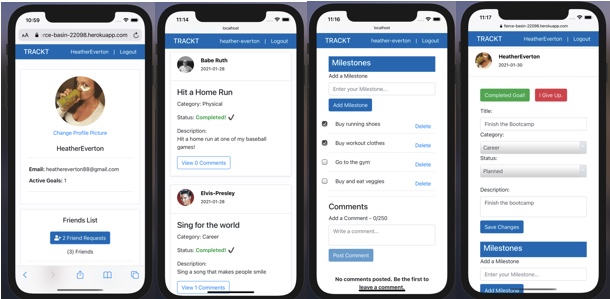 10:59
AA rce-basin-22098.herokuapp.com
TRACKT HeatherEverton | Logout
Change Profile Picture
HeatherEverton
Email: heathereverton88@gmail.com
Active Goals: 1
Friends List
2 Friend Requests
(3) Friends
11:14
localhost
TRACKT heather-everton | Logout
Babe Ruth
2021-01-28
Hit a Home Run
Category: Physical
Status: Completed! ✔
Description:
Hit a home run at one of my baseball
games!
View 0 Comments
Elvis-Presley
2021-01-28
Sing for the world
Category: Career
Status: Completed! ✔
Description:
Sing a song that makes people smile
View 1 Comments
11:16
localhost
TRACKT heather-everton | Logout
Milestones
Add a Milestone
Enter your Milestone...
Add Milestone
Buy running shoes Delete
Buy workout clothes Delete
Go to the gym Delete
Buy and eat veggies Delete
Comments
Add a Comment - 0/250
Write a comment...
Post Comment
No comments posted. Be the first to
leave a comment.
11:17
fierce-basin-22098.herokuapp.com
TRACKT HeatherEverton | Logout
HeatherEverton
2021-01-30
Completed Goal! I Give Up.
Title:
Finish the Bootcamp
Category:
Career
Status:
Planned
Description:
Finish the bootcamp
Save Changes
Milestones
Add a Milestone
Enter your Milestone...
Add Milestone